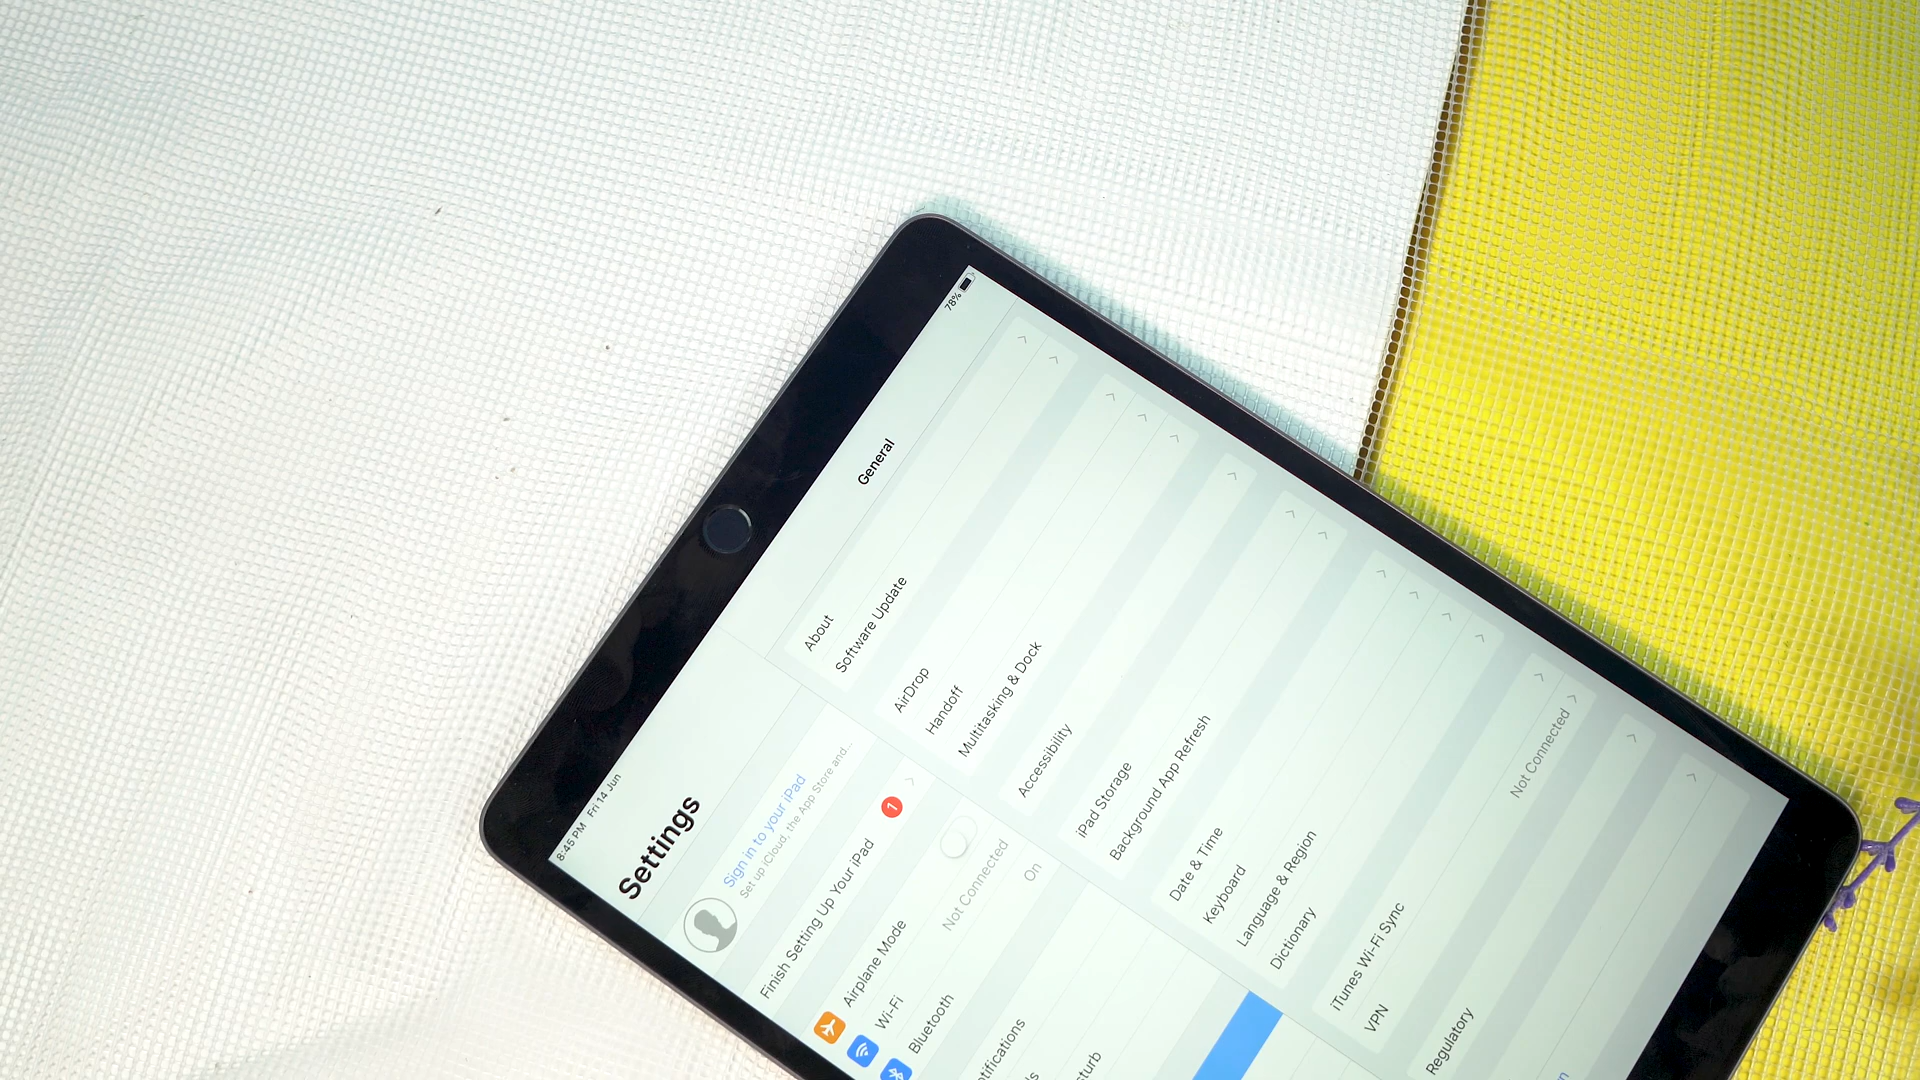 8:45 PM Fri 14 Jun
78%
Settings
Sign in to your iPad
Set up iCloud, the App Store and...
Finish Setting Up Your iPad
1
Airplane Mode
Wi-Fi
Not Connected
Bluetooth
On
General
About
Software Update
AirDrop
Handoff
Multitasking & Dock
Accessibility
iPad Storage
Background App Refresh
Date & Time
Keyboard
Language & Region
Dictionary
iTunes Wi-Fi Sync
VPN
Not Connected
Regulatory